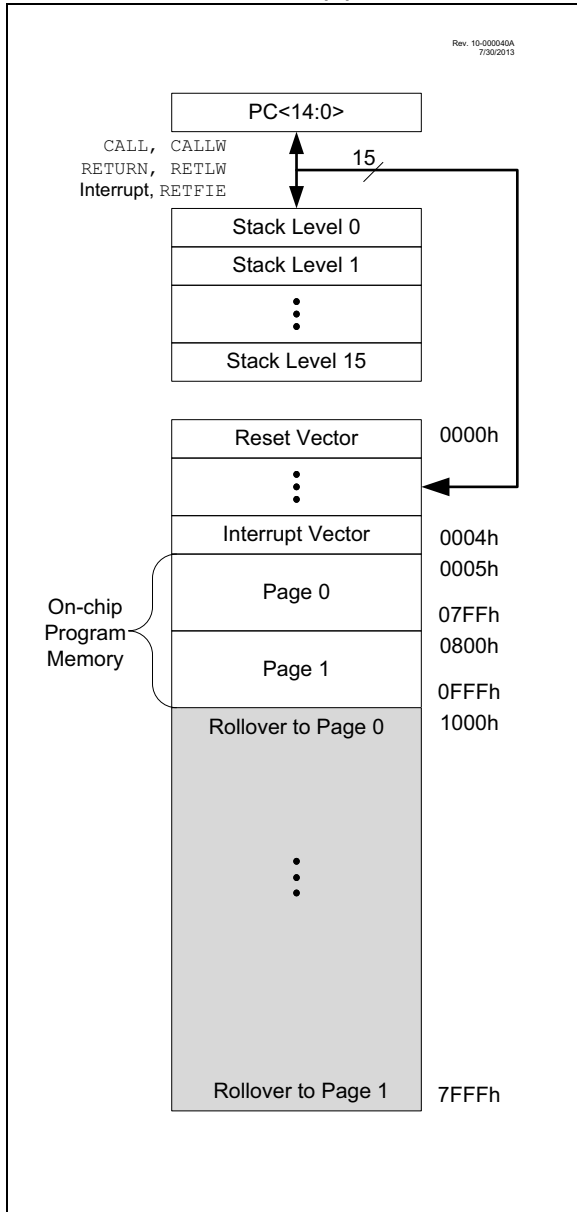 Rev. 10-000040A
7/30/2013
PC<14:0>
CALL, CALLW
RETURN, RETLW
Interrupt, RETFIE
15
Stack Level 0
Stack Level 1
Stack Level 15
Reset Vector
0000h
Interrupt Vector
0004h
0005h
Page 0
07FFh
On-chip
Program
Memory
0800h
Page 1
0FFFh
Rollover to Page 0
1000h
Rollover to Page 1
7FFFh